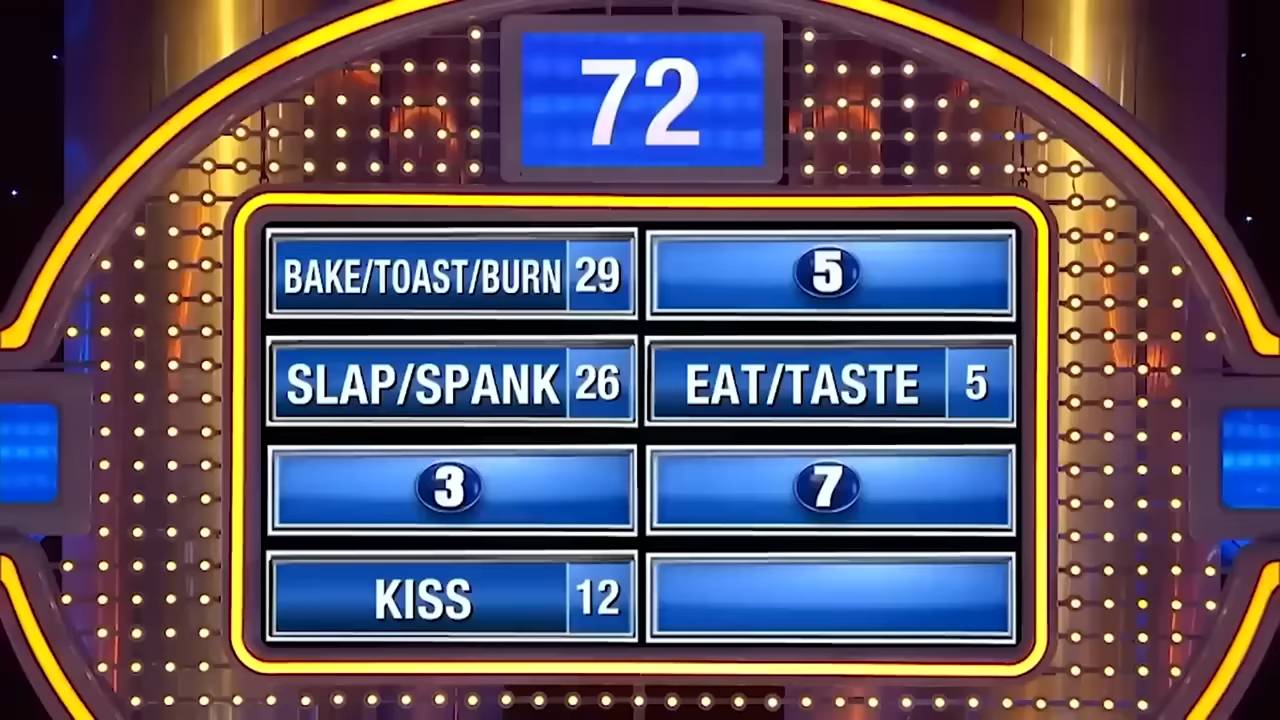 72
BAKE/TOAST/BURN 29
SLAP/SPANK 26
3
KISS 12
5
EAT/TASTE 5
7